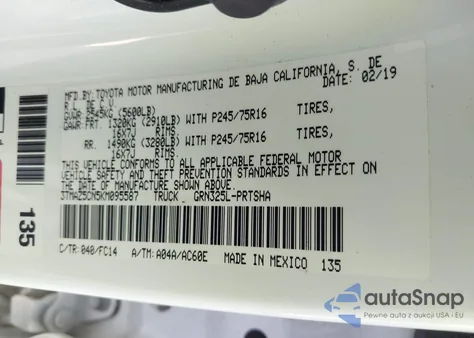 MFD.BY:TOYOTA MOTOR MANUFACTURING DE BAJA CALIFORNIA, S. DE
R.L. DE C.V. DATE: 02/19
GVWR 2545KG (5600LB)
GAWR:FRT 1320KG (2910LB) WITH P245/75R16 TIRES,
16X7J RIMS
RR. 1490KG (3280LB) WITH P245/75R16 TIRES,
16X7J RIMS
THIS VEHICLE CONFORMS TO ALL APPLICABLE FEDERAL MOTOR
VEHICLE SAFETY AND THEFT PREVENTION STANDARDS IN EFFECT ON
THE DATE OF MANUFACTURE SHOWN ABOVE.
3TMAZ5CN5KM095587 TRUCK GRN325L-PRTSHA
C/TR:040/FC14 A/TM:A04A/AC60E MADE IN MEXICO 135
135
autaSnap
Pewne auta z aukcji USA - EU